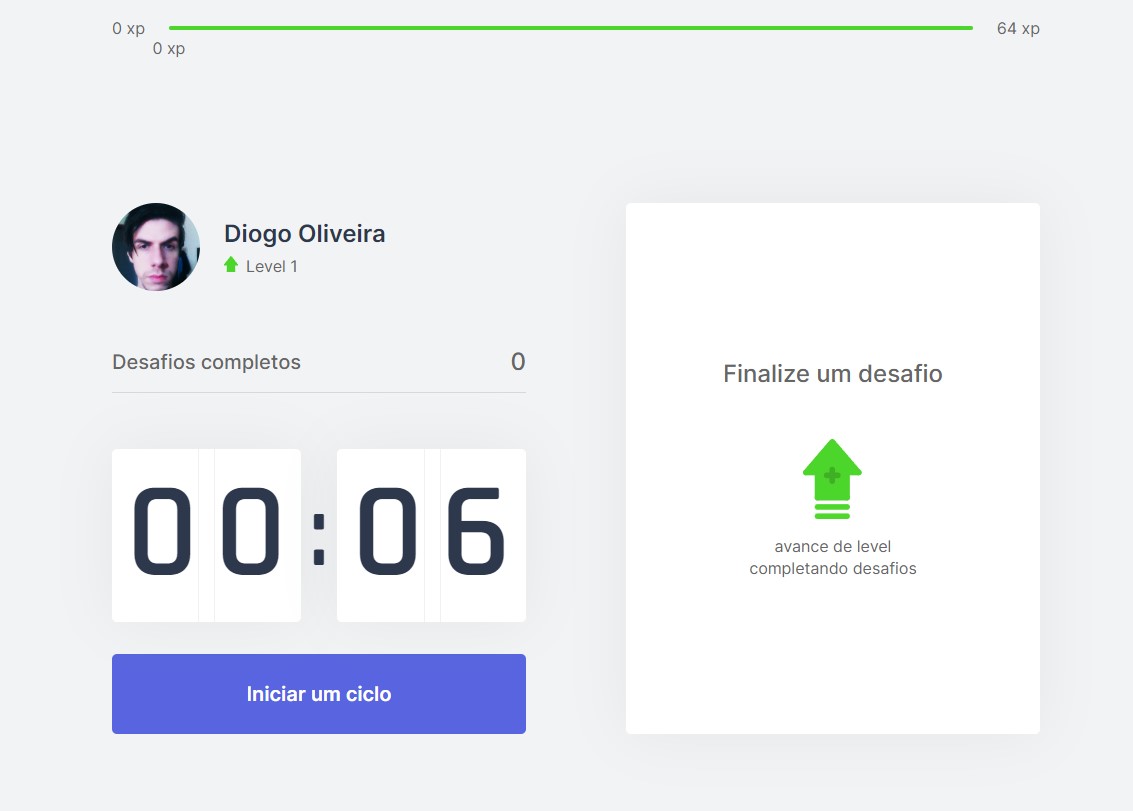 0 xp 64 xp
0 xp
Diogo Oliveira
Level 1
Desafios completos 0
00:06
Iniciar um ciclo
Finalize um desafio
avance de level
completando desafios